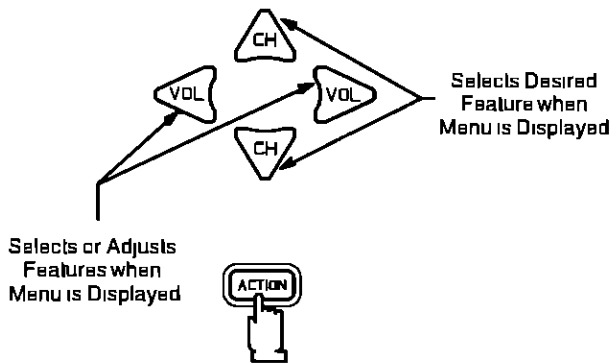 CH
VOL
VOL
CH
Selects Desired
Feature when
Menu is Displayed
Selects or Adjusts
Features when
Menu is Displayed
ACTION